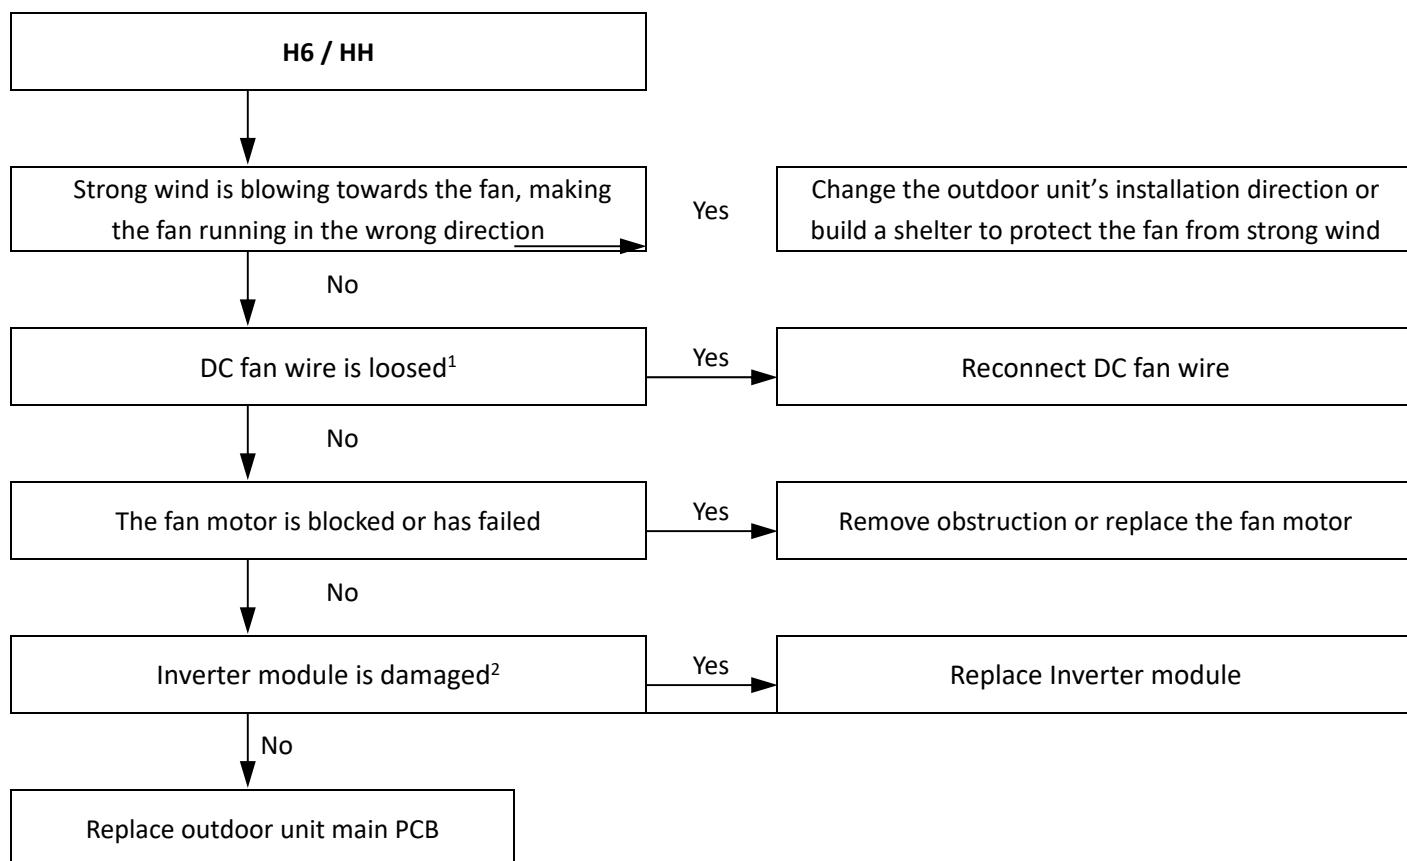 H6 / HH
Strong wind is blowing towards the fan, making
the fan running in the wrong direction
Yes
Change the outdoor unit’s installation direction or
build a shelter to protect the fan from strong wind
No
DC fan wire is loosed¹
Yes
Reconnect DC fan wire
No
The fan motor is blocked or has failed
Yes
Remove obstruction or replace the fan motor
No
Inverter module is damaged²
Yes
Replace Inverter module
No
Replace outdoor unit main PCB